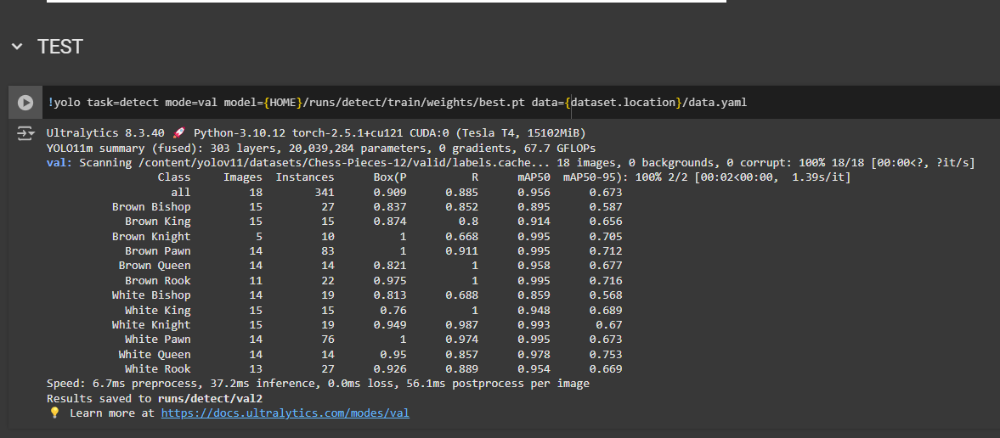 TEST
!yolo task=detect mode=val model={HOME}/runs/detect/train/weights/best.pt data={dataset.location}/data.yaml
Ultralytics 8.3.40 🚀 Python-3.10.12 torch-2.5.1+cu121 CUDA:0 (Tesla T4, 15102MiB)
YOLO11m summary (fused): 303 layers, 20,039,284 parameters, 0 gradients, 67.7 GFLOPs
val: Scanning /content/yolov11/datasets/Chess-Pieces-12/valid/labels.cache... 18 images, 0 backgrounds, 0 corrupt: 100% 18/18 [00:00<?, ?it/s]
Class Images Instances Box(P R mAP50 mAP50-95): 100% 2/2 [00:02<00:00, 1.39s/it]
all 18 341 0.909 0.885 0.956 0.673
Brown Bishop 15 27 0.837 0.852 0.895 0.587
Brown King 15 15 0.874 0.8 0.914 0.656
Brown Knight 5 10 1 0.668 0.995 0.705
Brown Pawn 14 83 1 0.911 0.995 0.712
Brown Queen 14 14 0.821 1 0.958 0.677
Brown Rook 11 22 0.975 1 0.995 0.716
White Bishop 14 19 0.813 0.688 0.859 0.568
White King 15 15 0.76 1 0.948 0.689
White Knight 15 19 0.949 0.987 0.993 0.67
White Pawn 14 76 1 0.974 0.995 0.673
White Queen 14 14 0.95 0.857 0.978 0.753
White Rook 13 27 0.926 0.889 0.954 0.669
Speed: 6.7ms preprocess, 37.2ms inference, 0.0ms loss, 56.1ms postprocess per image
Results saved to runs/detect/val2
💡 Learn more at https://docs.ultralytics.com/modes/val